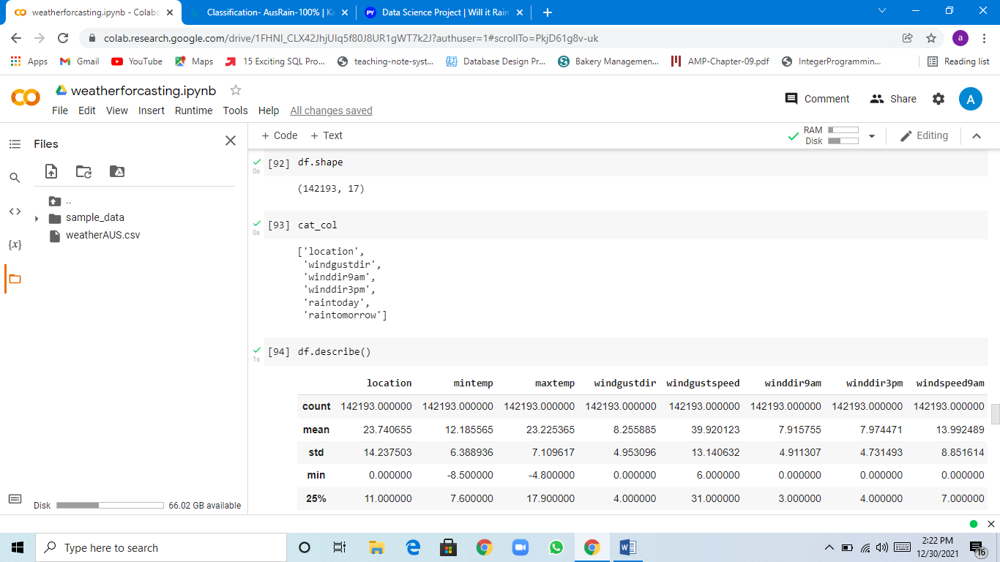 weatherforcasting.ipynb - Colabo
Classification- AusRain-100% | Ka
PY Data Science Project | Will it Rain
colab.research.google.com/drive/1FHNI_CLX42JhjUlq5f80J8UR1gWT7k2J?authuser=1#scrollTo=PkjD61g8v-uk
a
Apps Gmail YouTube Maps 15 Exciting SQL Pro... teaching-note-syst... Database Design Pr... Bakery Managemen... AMP-Chapter-09.pdf IntegerProgrammin... Reading list
weatherforcasting.ipynb
File Edit View Insert Runtime Tools Help All changes saved
Comment Share A
Files
..
sample_data
weatherAUS.csv
{x}
Disk 66.02 GB available
+ Code + Text
RAM
Disk
Editing
0s [92] df.shape
(142193, 17)
0s [93] cat_col
['location',
'windgustdir',
'winddir9am',
'winddir3pm',
'raintoday',
'raintomorrow']
1s [94] df.describe()
location mintemp maxtemp windgustdir windgustspeed winddir9am winddir3pm windspeed9am
count 142193.000000 142193.000000 142193.000000 142193.000000 142193.000000 142193.000000 142193.000000 142193.000000
mean 23.740655 12.185565 23.225365 8.255885 39.920123 7.915755 7.974471 13.992489
std 14.237503 6.388936 7.109617 4.953096 13.140632 4.911307 4.731493 8.851614
min 0.000000 -8.500000 -4.800000 0.000000 6.000000 0.000000 0.000000 0.000000
25% 11.000000 7.600000 17.900000 4.000000 31.000000 3.000000 4.000000 7.000000
Type here to search
2:22 PM
12/30/2021
16